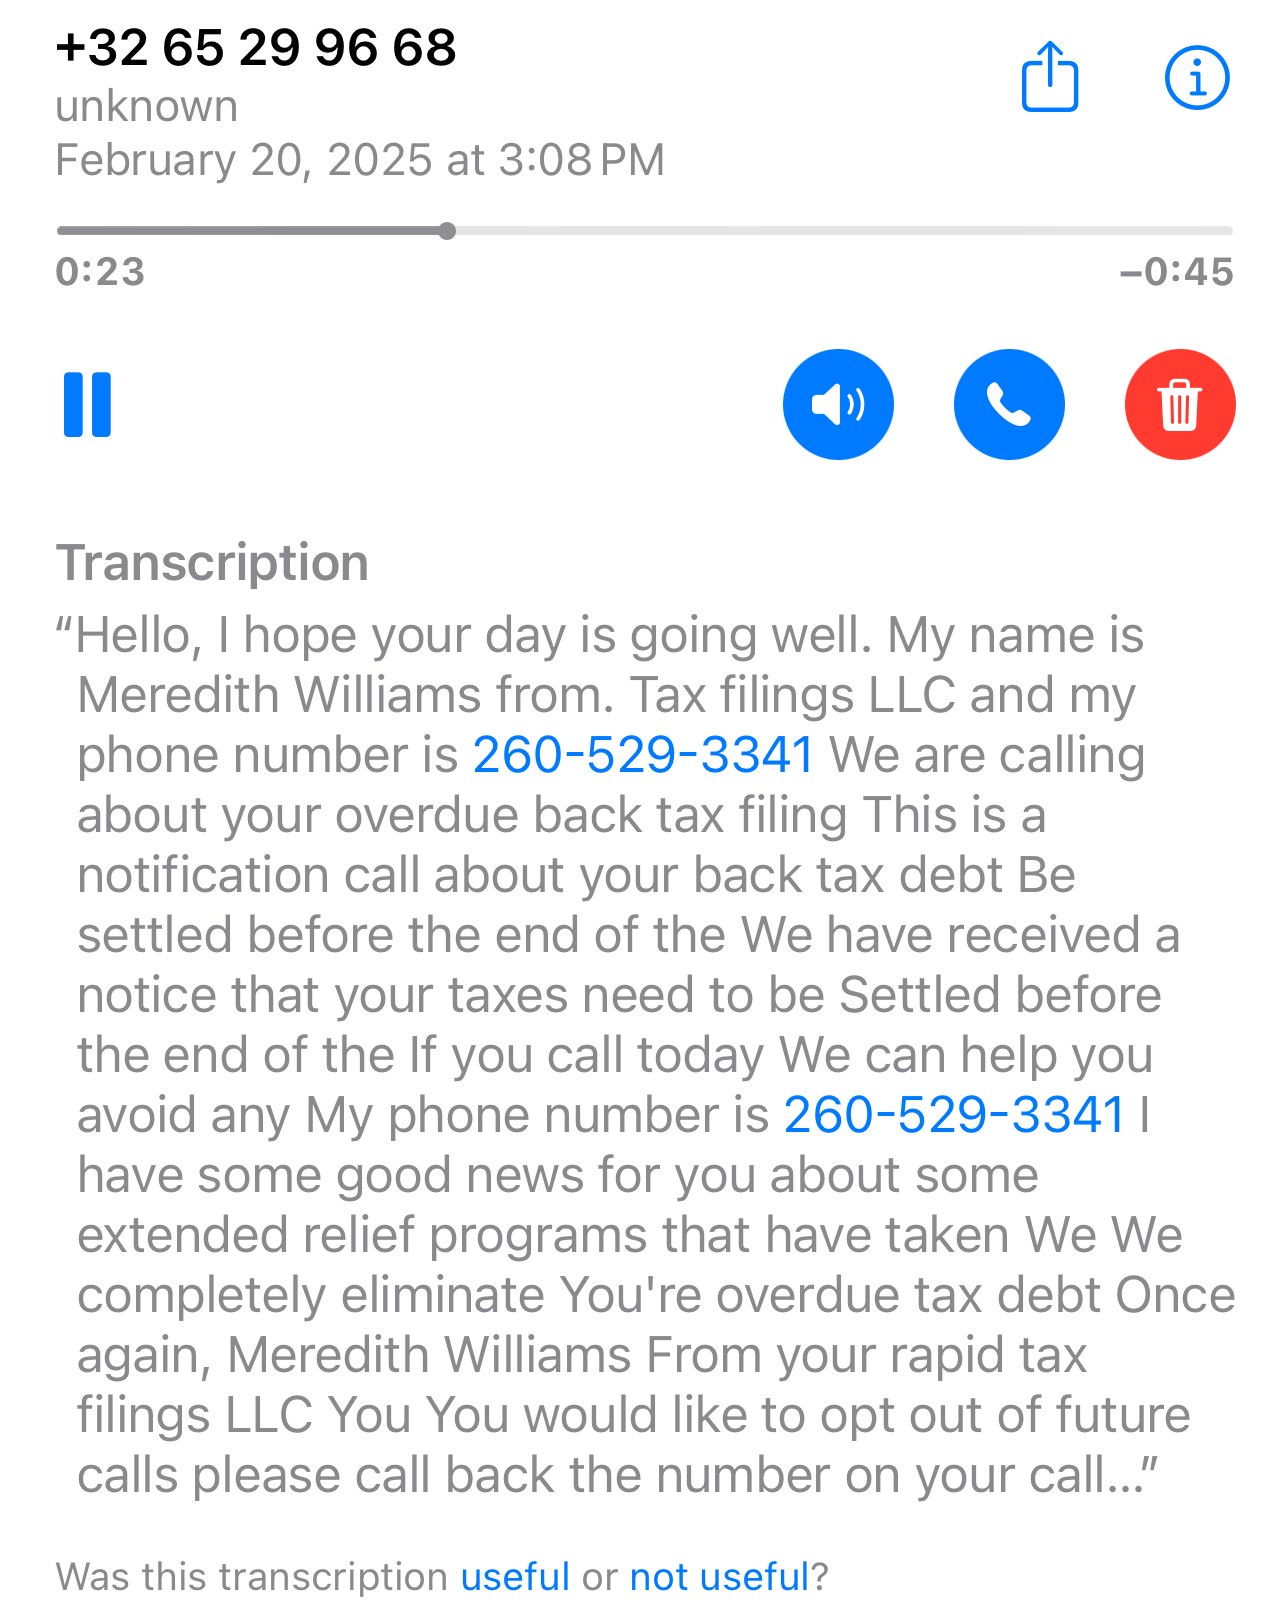 +32 65 29 96 68
unknown
February 20, 2025 at 3:08 PM
0:23
–0:45
Transcription
“Hello, I hope your day is going well. My name is
Meredith Williams from. Tax filings LLC and my
phone number is 260-529-3341 We are calling
about your overdue back tax filing This is a
notification call about your back tax debt Be
settled before the end of the We have received a
notice that your taxes need to be Settled before
the end of the If you call today We can help you
avoid any My phone number is 260-529-3341 I
have some good news for you about some
extended relief programs that have taken We We
completely eliminate You're overdue tax debt Once
again, Meredith Williams From your rapid tax
filings LLC You You would like to opt out of future
calls please call back the number on your call...”
Was this transcription useful or not useful?